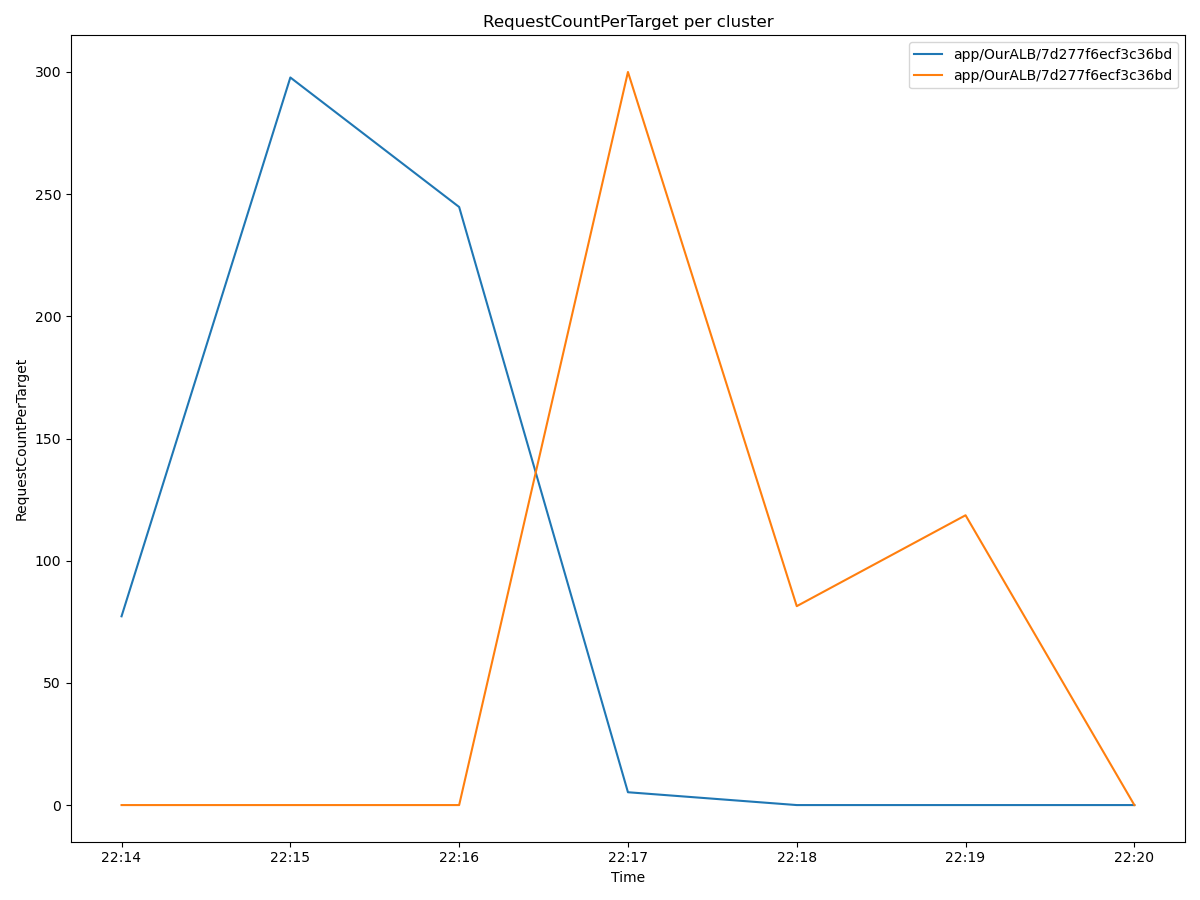 RequestCountPerTarget per cluster
app/OurALB/7d277f6ecf3c36bd
app/OurALB/7d277f6ecf3c36bd
300
250
200
150
100
50
0
RequestCountPerTarget
22:14 22:15 22:16 22:17 22:18 22:19 22:20
Time